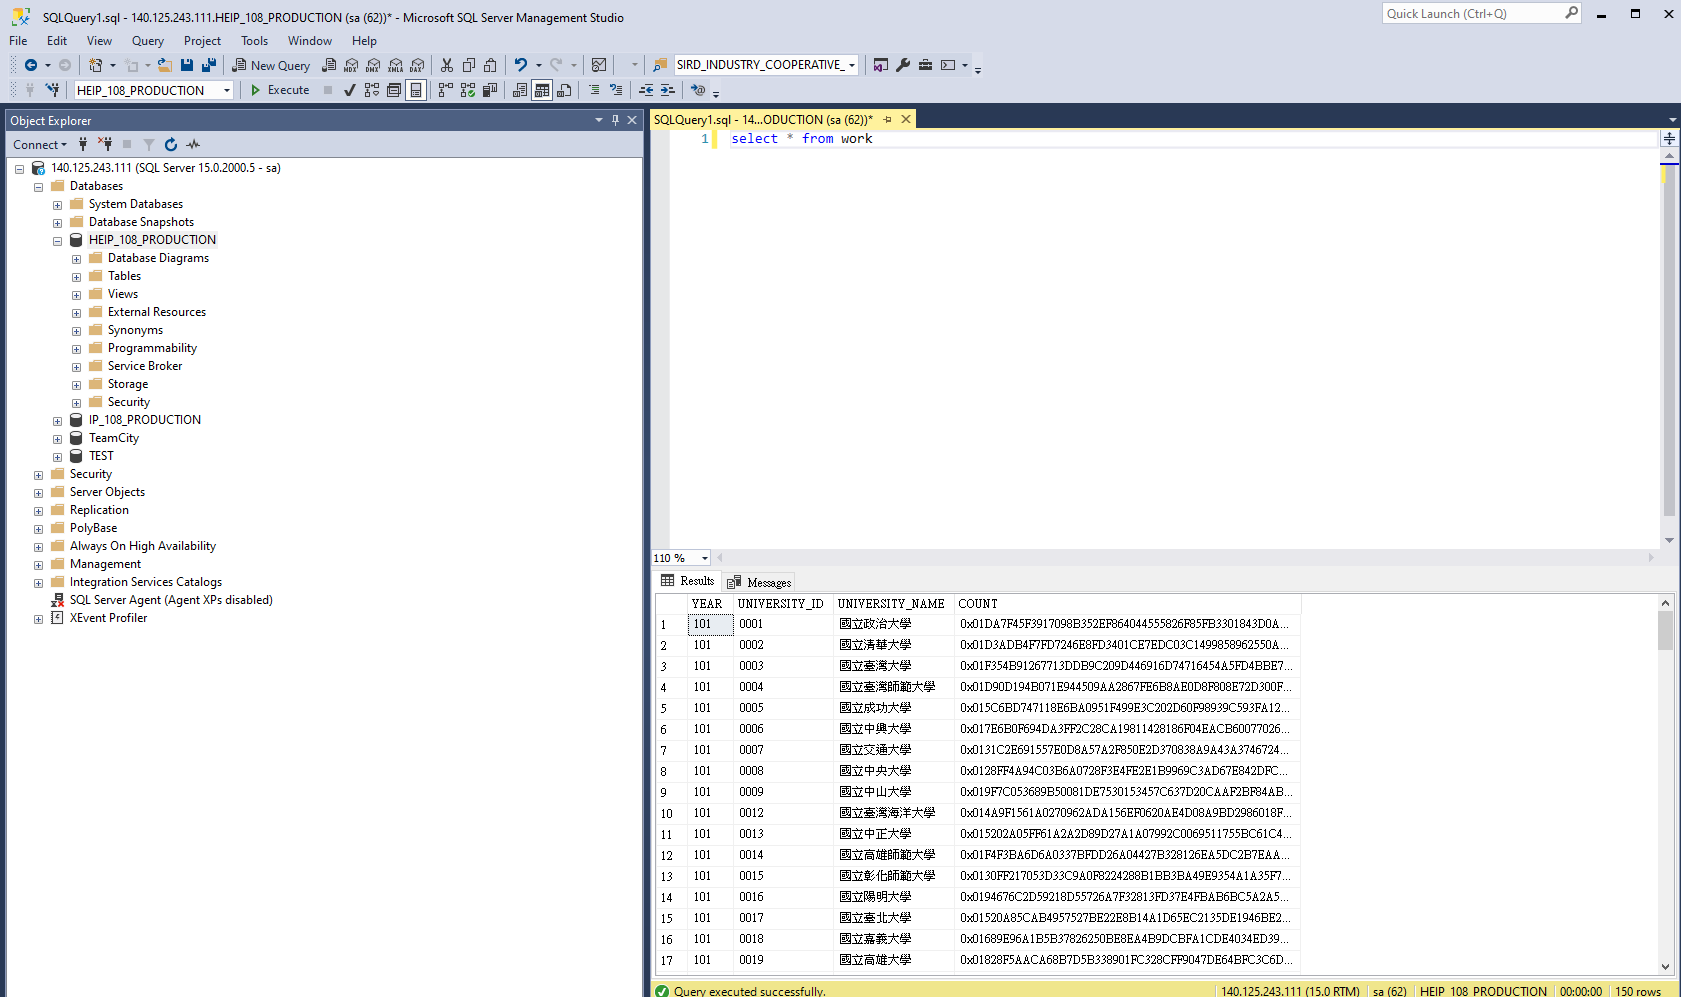 SQLQuery1.sql - 140.125.243.111.HEIP_108_PRODUCTION (sa (62))* - Microsoft SQL Server Management Studio
Quick Launch (Ctrl+Q)
File Edit View Query Project Tools Window Help
New Query MDX DMX XMLA DAX SIRD_INDUSTRY_COOPERATIVE_
HEIP_108_PRODUCTION Execute
Object Explorer
Connect
140.125.243.111 (SQL Server 15.0.2000.5 - sa)
Databases
System Databases
Database Snapshots
HEIP_108_PRODUCTION
Database Diagrams
Tables
Views
External Resources
Synonyms
Programmability
Service Broker
Storage
Security
IP_108_PRODUCTION
TeamCity
TEST
Security
Server Objects
Replication
PolyBase
Always On High Availability
Management
Integration Services Catalogs
SQL Server Agent (Agent XPs disabled)
XEvent Profiler
SQLQuery1.sql - 14...ODUCTION (sa (62))*
1 select * from work
110 %
Results Messages
YEAR UNIVERSITY_ID UNIVERSITY_NAME COUNT
1 101 0001 國立政治大學 0x01DA7F45F3917098B352EF864044555826F85FB3301843D0A...
2 101 0002 國立清華大學 0x01D3ADB4F7FD7246E8FD3401CE7EDC03C1499858962550A...
3 101 0003 國立臺灣大學 0x01F354B91267713DDB9C209D446916D74716454A5FD4BBE7...
4 101 0004 國立臺灣師範大學 0x01D90D194B071E944509AA2867FE6B8AE0D8F808E72D300F...
5 101 0005 國立成功大學 0x015C6BD747118E6BA0951F499E3C202D60F98939C593FA12...
6 101 0006 國立中興大學 0x017E6B0F694DA3FF2C28CA19811428186F04EACB60077026...
7 101 0007 國立交通大學 0x0131C2E691557E0D8A57A2F850E2D370838A9A43A3746724...
8 101 0008 國立中央大學 0x0128FF4A94C03B6A0728F3E4FE2E1B9969C3AD67E842DFC...
9 101 0009 國立中山大學 0x019F7C053689B50081DE7530153457C637D20CAAF2BF84AB...
10 101 0012 國立臺灣海洋大學 0x014A9F1561A0270962ADA156EF0620AE4D08A9BD2986018F...
11 101 0013 國立中正大學 0x015202A05FF61A2A2D89D27A1A07992C0069511755BC61C4...
12 101 0014 國立高雄師範大學 0x01F4F3BA6D6A0337BFDD26A04427B328126EA5DC2B7EAA...
13 101 0015 國立彰化師範大學 0x0130FF217053D33C9A0F8224288B1BB3BA49E9354A1A35F7...
14 101 0016 國立陽明大學 0x0194676C2D59218D55726A7F32813FD37E4FBAB6BC5A2A5...
15 101 0017 國立臺北大學 0x01520A85CAB4957527BE22E8B14A1D65EC2135DE1946BE2...
16 101 0018 國立嘉義大學 0x01689E96A1B5B37826250BE8EA4B9DCBFA1CDE4034ED39...
17 101 0019 國立高雄大學 0x01828F5AACA68B7D5B338901FC328CFF9047DE64BFC3C6D...
Query executed successfully. 140.125.243.111 (15.0 RTM) sa (62) HEIP_108_PRODUCTION 00:00:00 150 rows